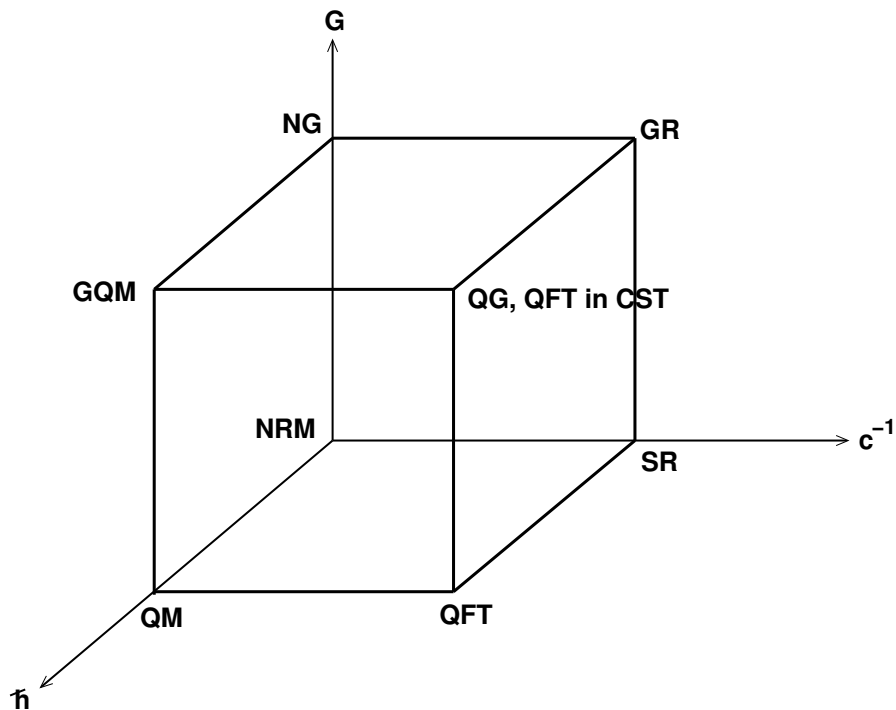 G
NG
GR
GQM
QG, QFT in CST
NRM
c⁻¹
SR
QM
QFT
ħ